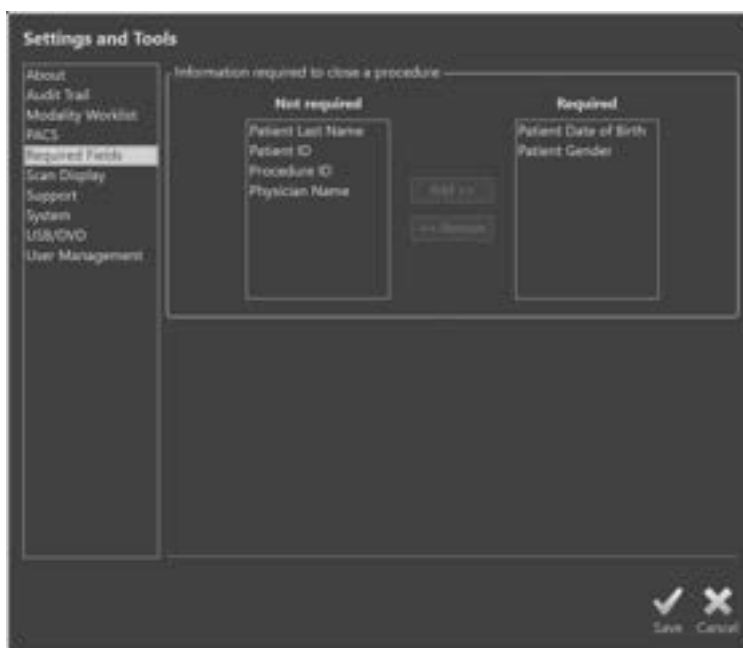 Settings and Tools
About
Audit Trail
Modality Worklist
PACS
Required Fields
Scan Display
Support
System
USB/DVD
User Management
Information required to close a procedure
Not required
Patient Last Name
Patient ID
Procedure ID
Physician Name
Add >>
<< Remove
Required
Patient Date of Birth
Patient Gender
Save
Cancel